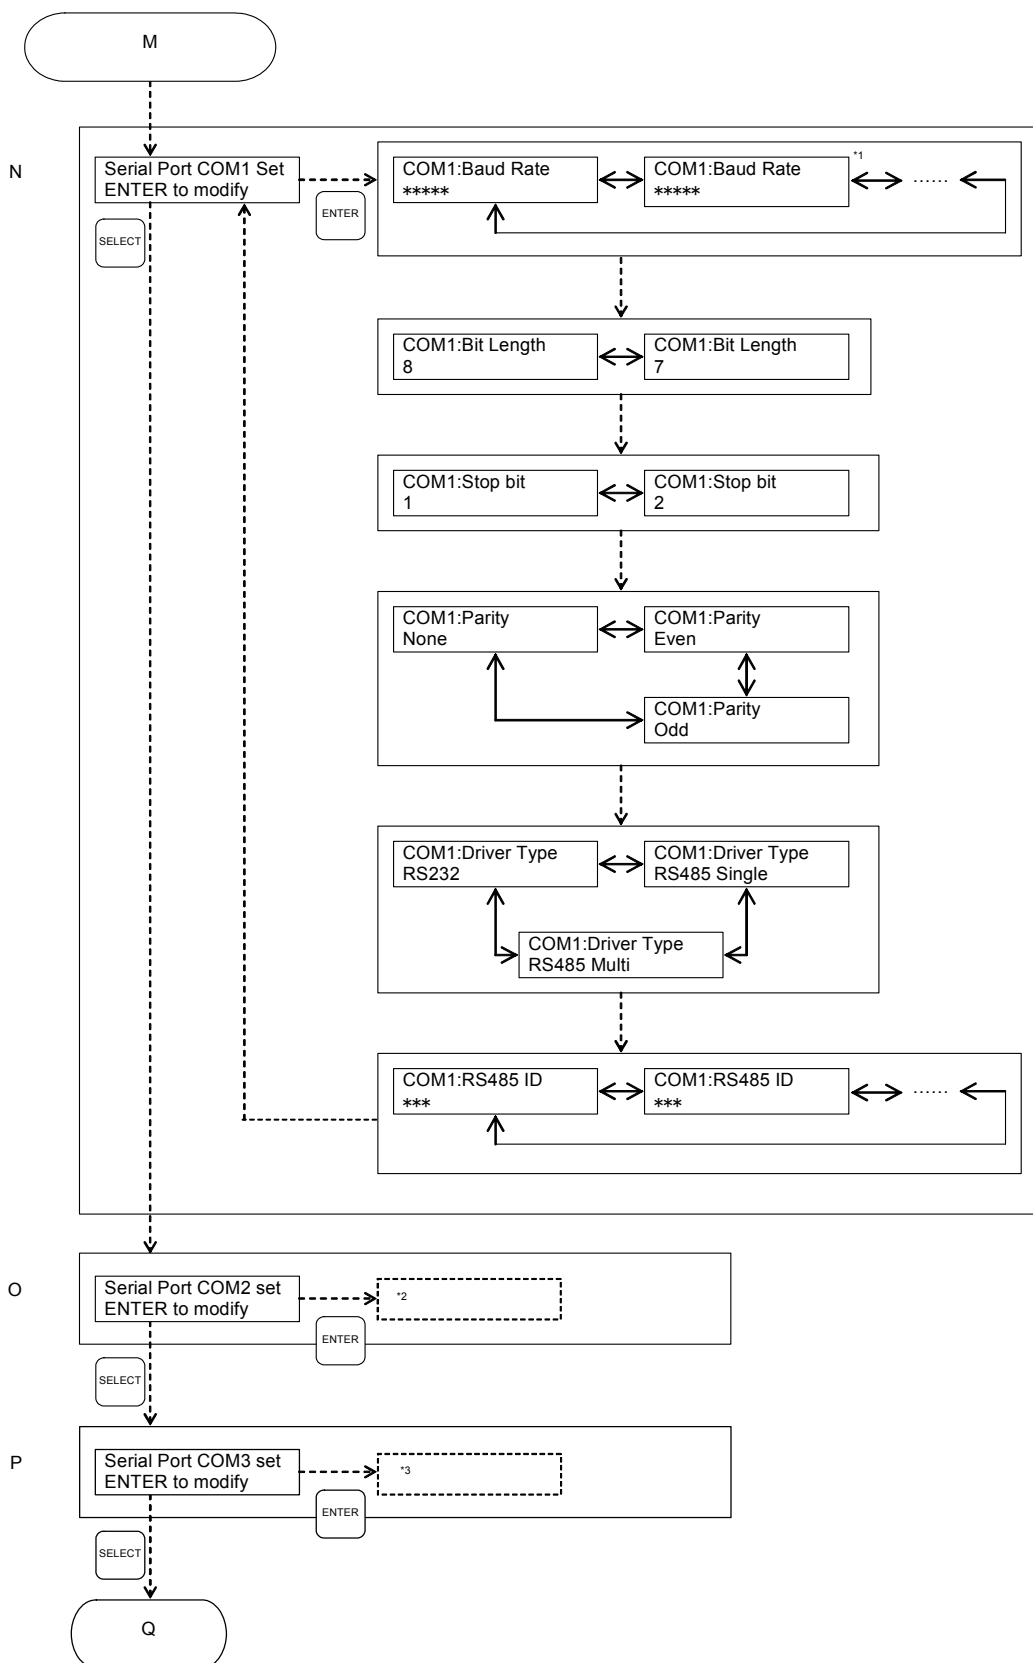 M
N
Serial Port COM1 Set
ENTER to modify
SELECT
ENTER
COM1:Baud Rate
*****
COM1:Baud Rate
*****
*1
......
COM1:Bit Length
8
COM1:Bit Length
7
COM1:Stop bit
1
COM1:Stop bit
2
COM1:Parity
None
COM1:Parity
Even
COM1:Parity
Odd
COM1:Driver Type
RS232
COM1:Driver Type
RS485 Single
COM1:Driver Type
RS485 Multi
COM1:RS485 ID
***
COM1:RS485 ID
***
......
O
Serial Port COM2 set
ENTER to modify
*2
ENTER
SELECT
P
Serial Port COM3 set
ENTER to modify
*3
ENTER
SELECT
Q